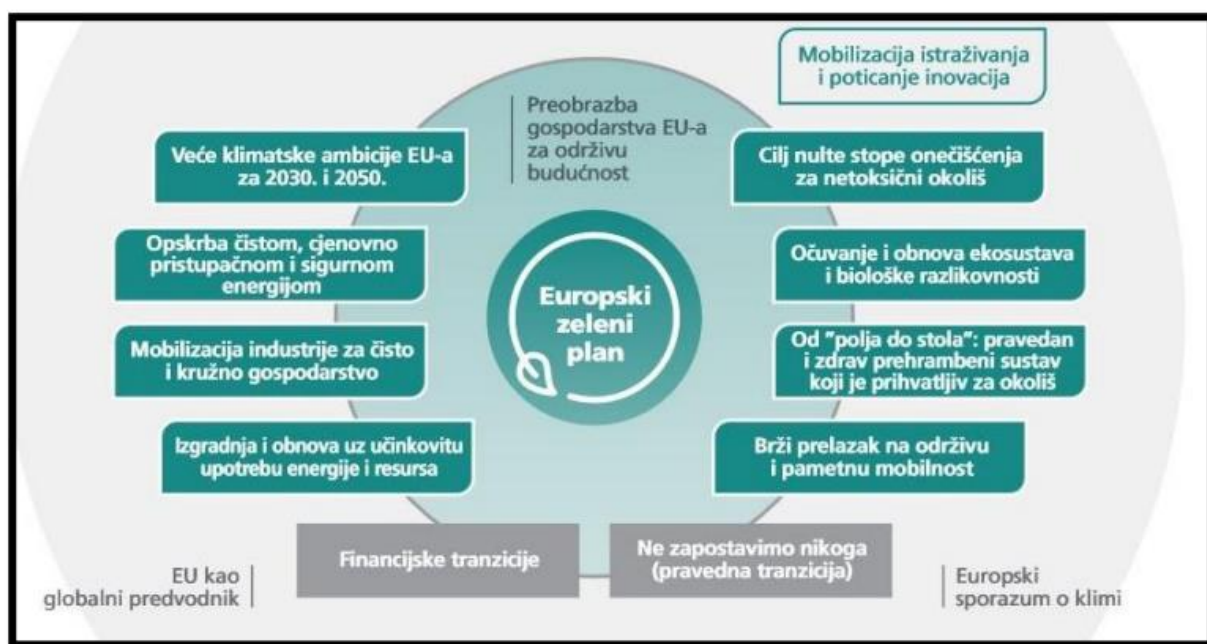 Mobilizacija istraživanja
i poticanje inovacija
Preobrazba
gospodarstva EU-a
za održivu
budućnost
Veće klimatske ambicije EU-a
za 2030. i 2050.
Cilj nulte stope onečišćenja
za netoksični okoliš
Opskrba čistom, cjenovno
pristupačnom i sigurnom
energijom
Očuvanje i obnova ekosustava
i biološke razlikovnosti
Europski
zeleni
plan
Mobilizacija industrije za čisto
i kružno gospodarstvo
Od "polja do stola": pravedan
i zdrav prehrambeni sustav
koji je prihvatljiv za okoliš
Izgradnja i obnova uz učinkovitu
upotrebu energije i resursa
Brži prelazak na održivu
i pametnu mobilnost
Financijske tranzicije
Ne zapostavimo nikoga
(pravedna tranzicija)
EU kao
globalni predvodnik
Europski
sporazum o klimi